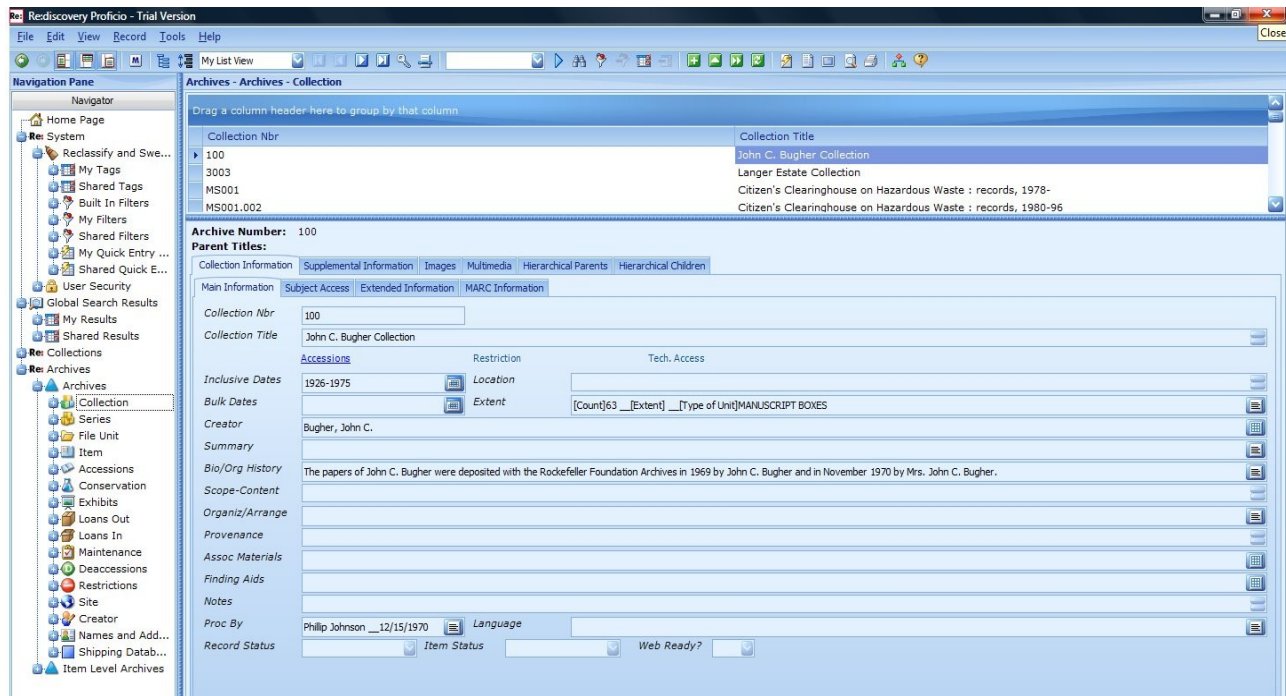 Re: Re:discovery Proficio - Trial Version
Close
File Edit View Record Tools Help
M My List View
Navigation Pane
Archives - Archives - Collection
Navigator
Home Page
Re: System
Reclassify and Swe...
My Tags
Shared Tags
Built In Filters
My Filters
Shared Filters
My Quick Entry ...
Shared Quick E...
User Security
Global Search Results
My Results
Shared Results
Re: Collections
Re: Archives
Archives
Collection
Series
File Unit
Item
Accessions
Conservation
Exhibits
Loans Out
Loans In
Maintenance
Deaccessions
Restrictions
Site
Creator
Names and Add...
Shipping Datab...
Item Level Archives
Drag a column header here to group by that column
Collection Nbr Collection Title
100 John C. Bugher Collection
3003 Langer Estate Collection
MS001 Citizen's Clearinghouse on Hazardous Waste : records, 1978-
MS001.002 Citizen's Clearinghouse on Hazardous Waste : records, 1980-96
Archive Number: 100
Parent Titles:
Collection Information Supplemental Information Images Multimedia Hierarchical Parents Hierarchical Children
Main Information Subject Access Extended Information MARC Information
Collection Nbr 100
Collection Title John C. Bugher Collection
Accessions Restriction Tech. Access
Inclusive Dates 1926-1975 Location
Bulk Dates Extent [Count]63 __[Extent] __[Type of Unit]MANUSCRIPT BOXES
Creator Bugher, John C.
Summary
Bio/Org History The papers of John C. Bugher were deposited with the Rockefeller Foundation Archives in 1969 by John C. Bugher and in November 1970 by Mrs. John C. Bugher.
Scope-Content
Organiz/Arrange
Provenance
Assoc Materials
Finding Aids
Notes
Proc By Phillip Johnson __12/15/1970 Language
Record Status Item Status Web Ready?